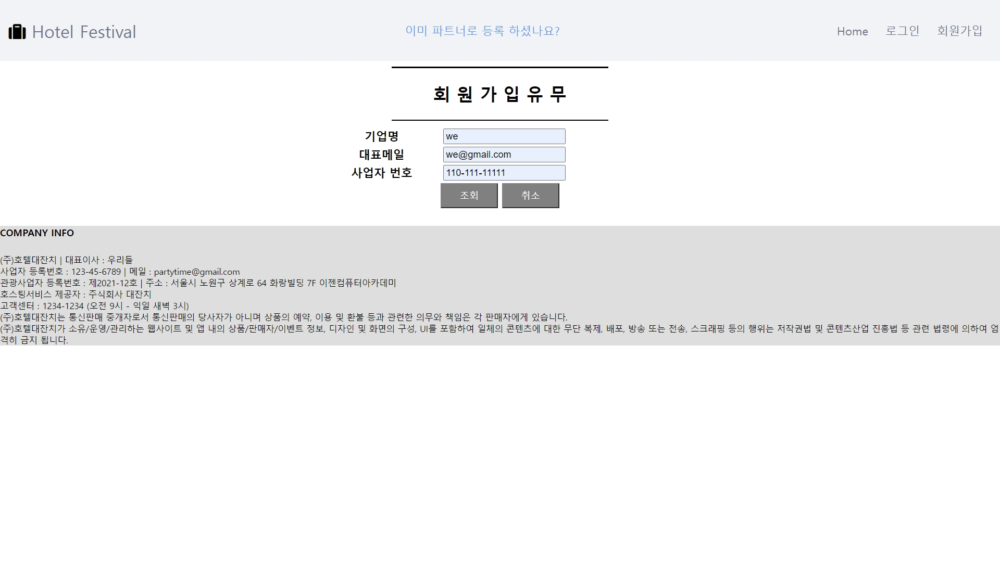 Hotel Festival
이미 파트너로 등록 하셨나요?
Home 로그인 회원가입
회 원 가 입 유 무
기업명 we
대표메일 we@gmail.com
사업자 번호 110-111-11111
조회 취소
COMPANY INFO
(주)호텔대잔치 | 대표이사 : 우리들
사업자 등록번호 : 123-45-6789 | 메일 : partytime@gmail.com
관광사업자 등록번호 : 제2021-12호 | 주소 : 서울시 노원구 상계로 64 화랑빌딩 7F 이젠컴퓨터아카데미
호스팅서비스 제공자 : 주식회사 대잔치
고객센터 : 1234-1234 (오전 9시 - 익일 새벽 3시)
(주)호텔대잔치는 통신판매 중개자로서 통신판매의 당사자가 아니며 상품의 예약, 이용 및 환불 등과 관련한 의무와 책임은 각 판매자에게 있습니다.
(주)호텔대잔치가 소유/운영/관리하는 웹사이트 및 앱 내의 상품/판매자/이벤트 정보, 디자인 및 화면의 구성, UI를 포함하여 일체의 콘텐츠에 대한 무단 복제, 배포, 방송 또는 전송, 스크래핑 등의 행위는 저작권법 및 콘텐츠산업 진흥법 등 관련 법령에 의하여 엄
격히 금지 됩니다.